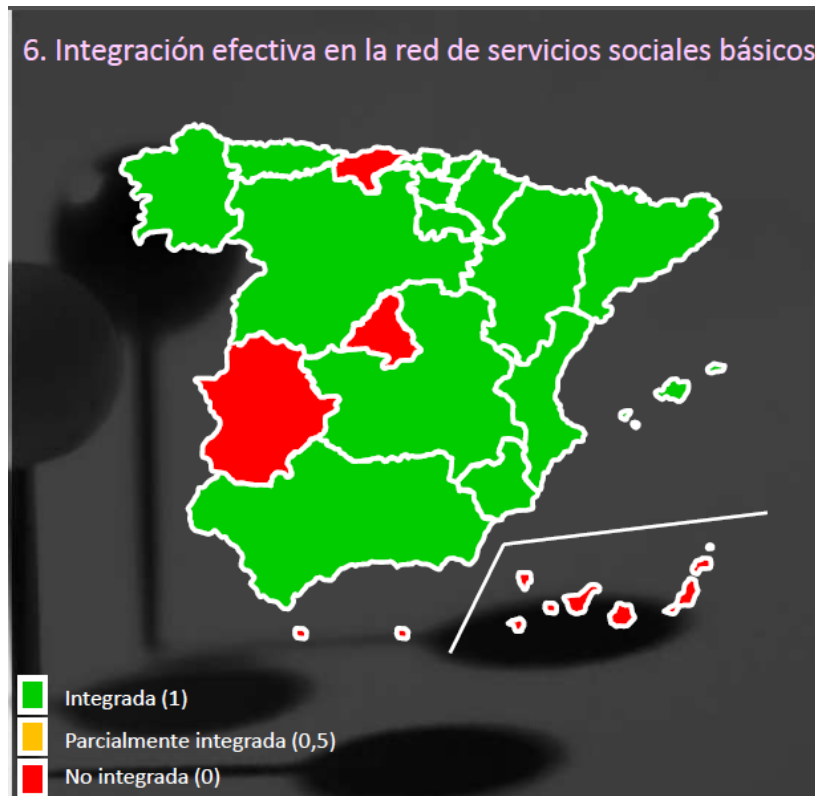 6. Integración efectiva en la red de servicios sociales básicos
Integrada (1)
Parcialmente integrada (0,5)
No integrada (0)